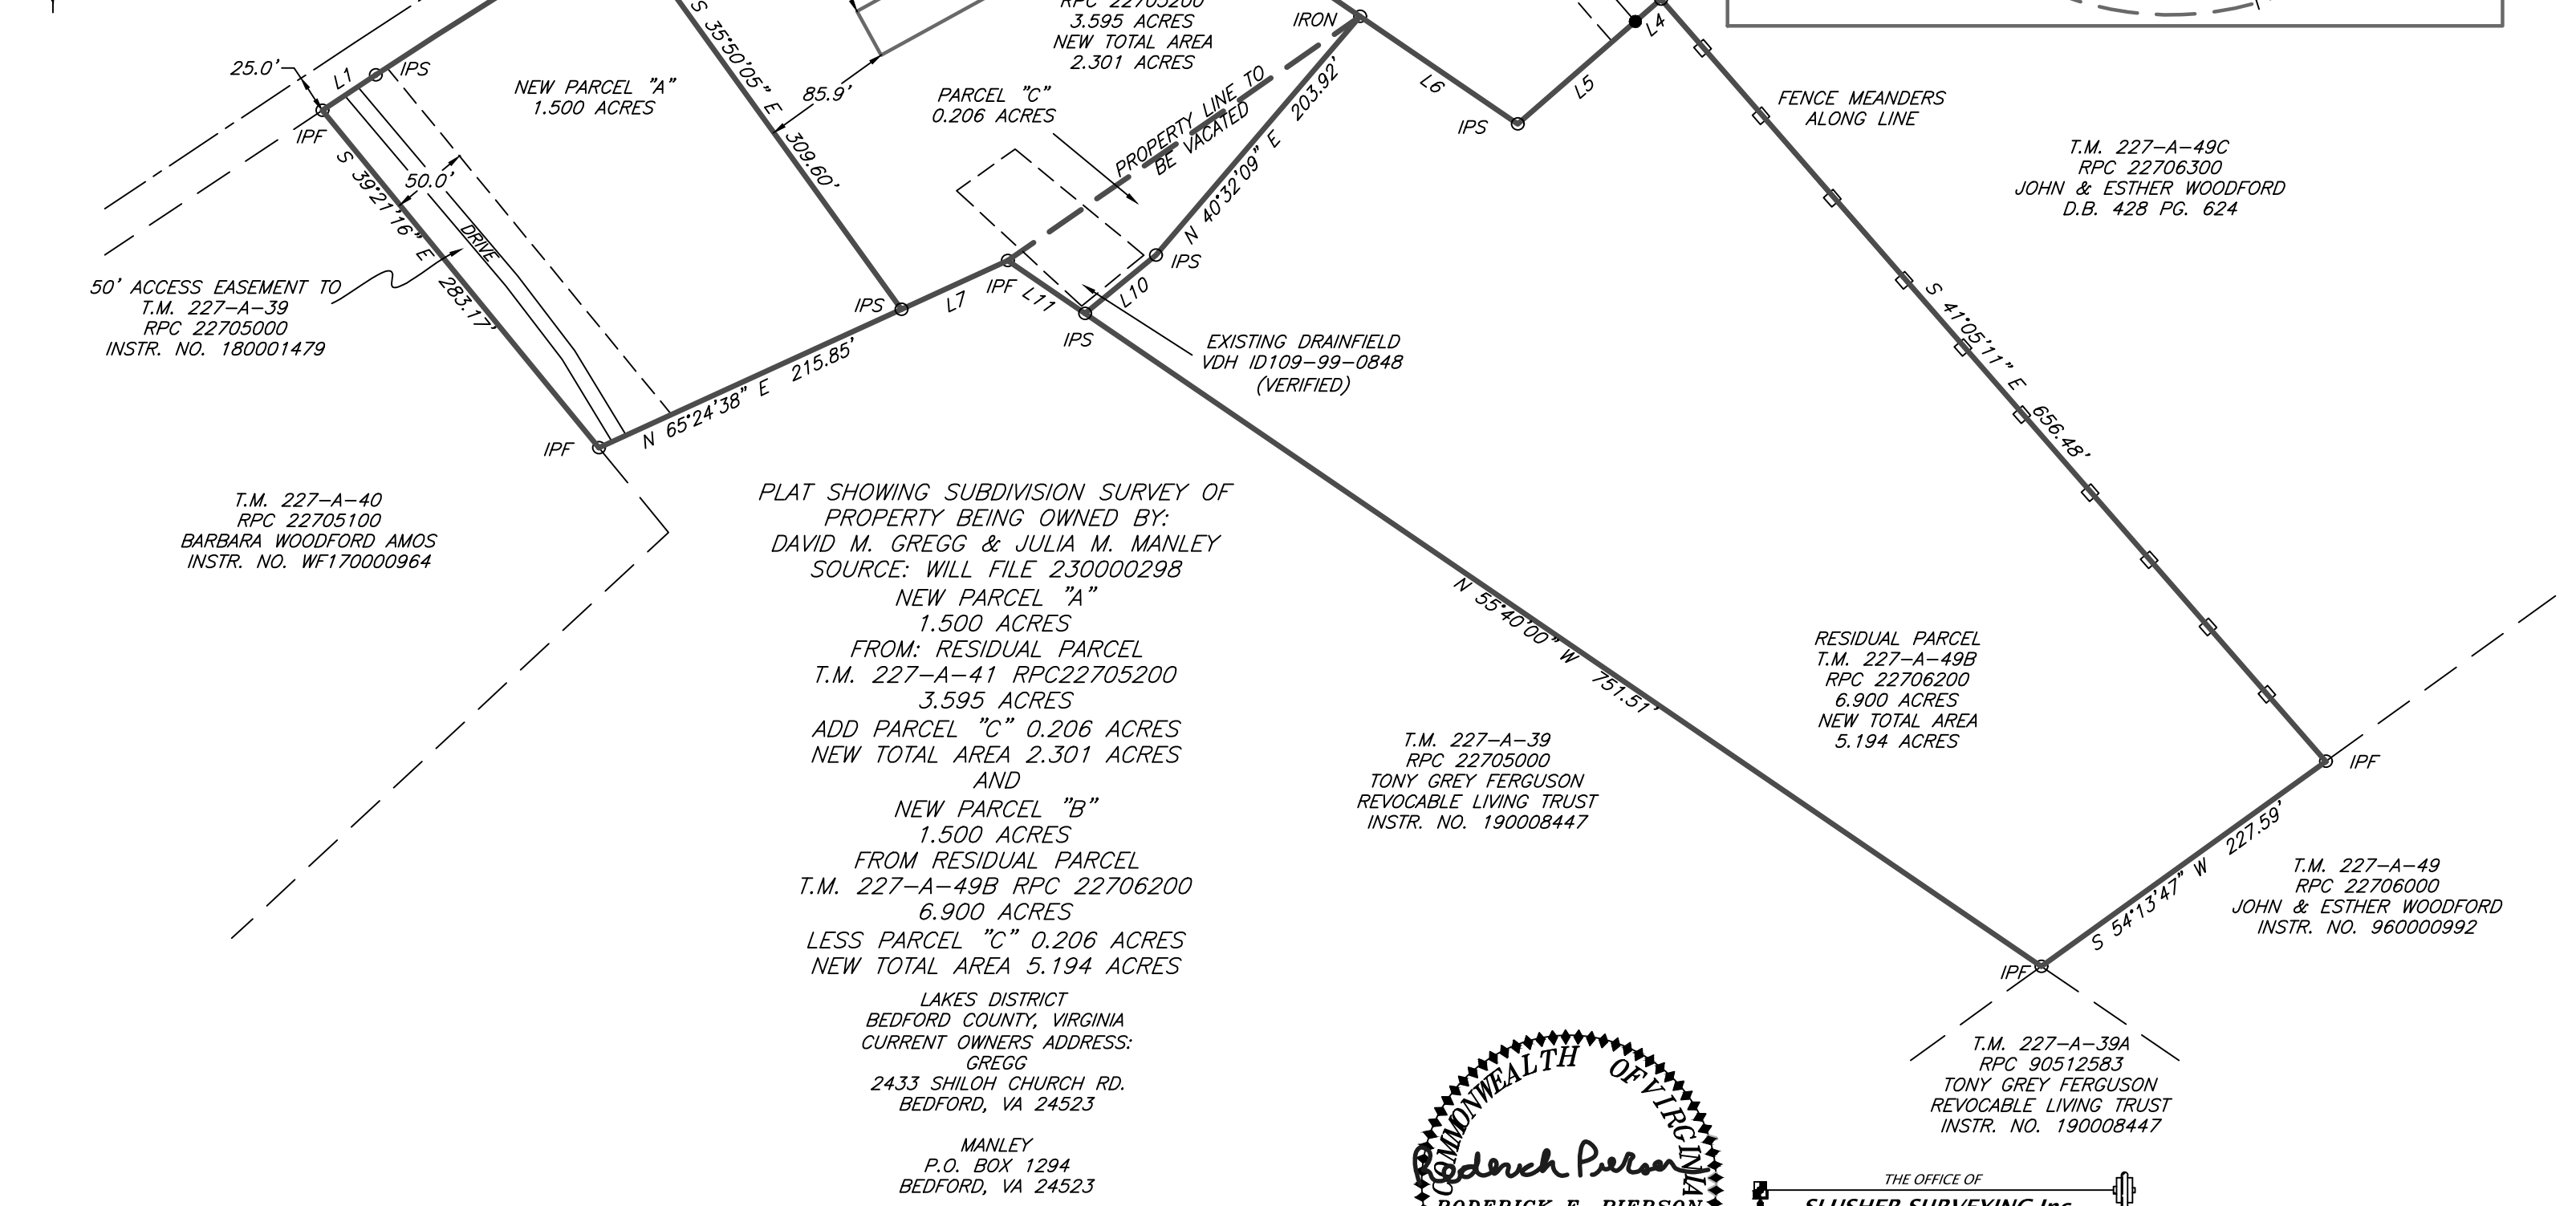 RPC 22705200
3.595 ACRES
NEW TOTAL AREA
2.301 ACRES
IRON
L4
25.0'
L1
IPS
IPF
NEW PARCEL "A"
1.500 ACRES
S 35°50'05" E 309.60'
85.9'
PARCEL "C"
0.206 ACRES
PROPERTY LINE TO
BE VACATED
N 40°32'09" E 203.92'
L6
L5
IPS
FENCE MEANDERS
ALONG LINE
T.M. 227-A-49C
RPC 22706300
JOHN & ESTHER WOODFORD
D.B. 428 PG. 624
S 39°21'16" E 283.17'
50.0'
DRIVE
50' ACCESS EASEMENT TO
T.M. 227-A-39
RPC 22705000
INSTR. NO. 180001479
IPS
L7
IPF
L11
L10
IPS
IPS
EXISTING DRAINFIELD
VDH ID109-99-0848
(VERIFIED)
S 41°05'11" E 656.48'
N 65°24'38" E 215.85'
IPF
T.M. 227-A-40
RPC 22705100
BARBARA WOODFORD AMOS
INSTR. NO. WF170000964
PLAT SHOWING SUBDIVISION SURVEY OF
PROPERTY BEING OWNED BY:
DAVID M. GREGG & JULIA M. MANLEY
SOURCE: WILL FILE 230000298
NEW PARCEL "A"
1.500 ACRES
FROM: RESIDUAL PARCEL
T.M. 227-A-41 RPC22705200
3.595 ACRES
ADD PARCEL "C" 0.206 ACRES
NEW TOTAL AREA 2.301 ACRES
AND
NEW PARCEL "B"
1.500 ACRES
FROM RESIDUAL PARCEL
T.M. 227-A-49B RPC 22706200
6.900 ACRES
LESS PARCEL "C" 0.206 ACRES
NEW TOTAL AREA 5.194 ACRES
LAKES DISTRICT
BEDFORD COUNTY, VIRGINIA
CURRENT OWNERS ADDRESS:
GREGG
2433 SHILOH CHURCH RD.
BEDFORD, VA 24523
MANLEY
P.O. BOX 1294
BEDFORD, VA 24523
N 55°40'00" W 751.51'
T.M. 227-A-39
RPC 22705000
TONY GREY FERGUSON
REVOCABLE LIVING TRUST
INSTR. NO. 190008447
RESIDUAL PARCEL
T.M. 227-A-49B
RPC 22706200
6.900 ACRES
NEW TOTAL AREA
5.194 ACRES
IPF
S 54°13'47" W 227.59'
T.M. 227-A-49
RPC 22706000
JOHN & ESTHER WOODFORD
INSTR. NO. 960000992
IPF
T.M. 227-A-39A
RPC 90512583
TONY GREY FERGUSON
REVOCABLE LIVING TRUST
INSTR. NO. 190008447
COMMONWEALTH OF VIRGINIA
Roderick Pierson
RODERICK F. PIERSON
THE OFFICE OF
SLUSHER SURVEYING Inc